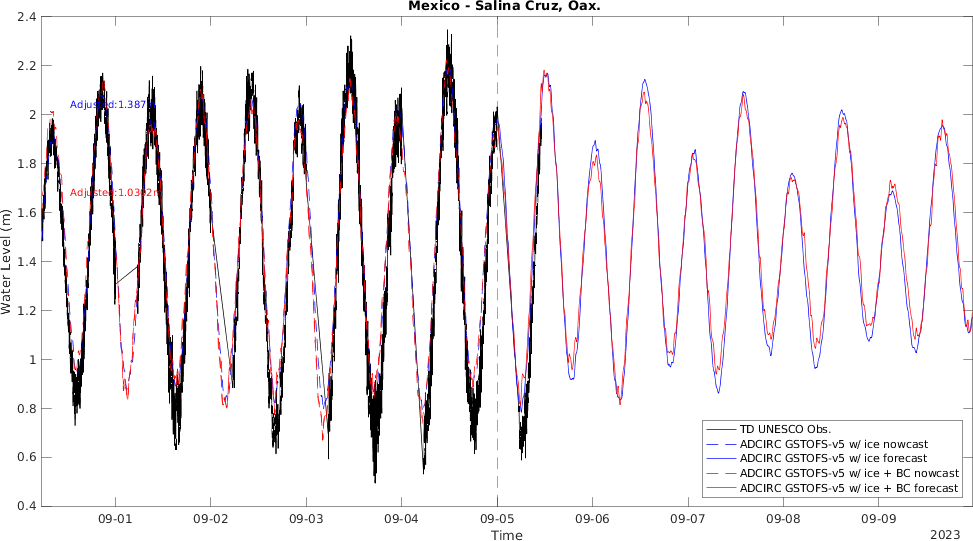 Mexico - Salina Cruz, Oax.
2.4
2.2
2
1.8
1.6
1.4
1.2
1
0.8
0.6
0.4
Water Level (m)
Adjusted:1.387
09-01
09-02
09-03
09-04
09-05
09-06
09-07
09-08
09-09
Time
2023
TD UNESCO Obs.
ADCIRC GSTOFS-v5 w/ ice nowcast
ADCIRC GSTOFS-v5 w/ ice forecast
ADCIRC GSTOFS-v5 w/ ice + BC nowcast
ADCIRC GSTOFS-v5 w/ ice + BC forecast